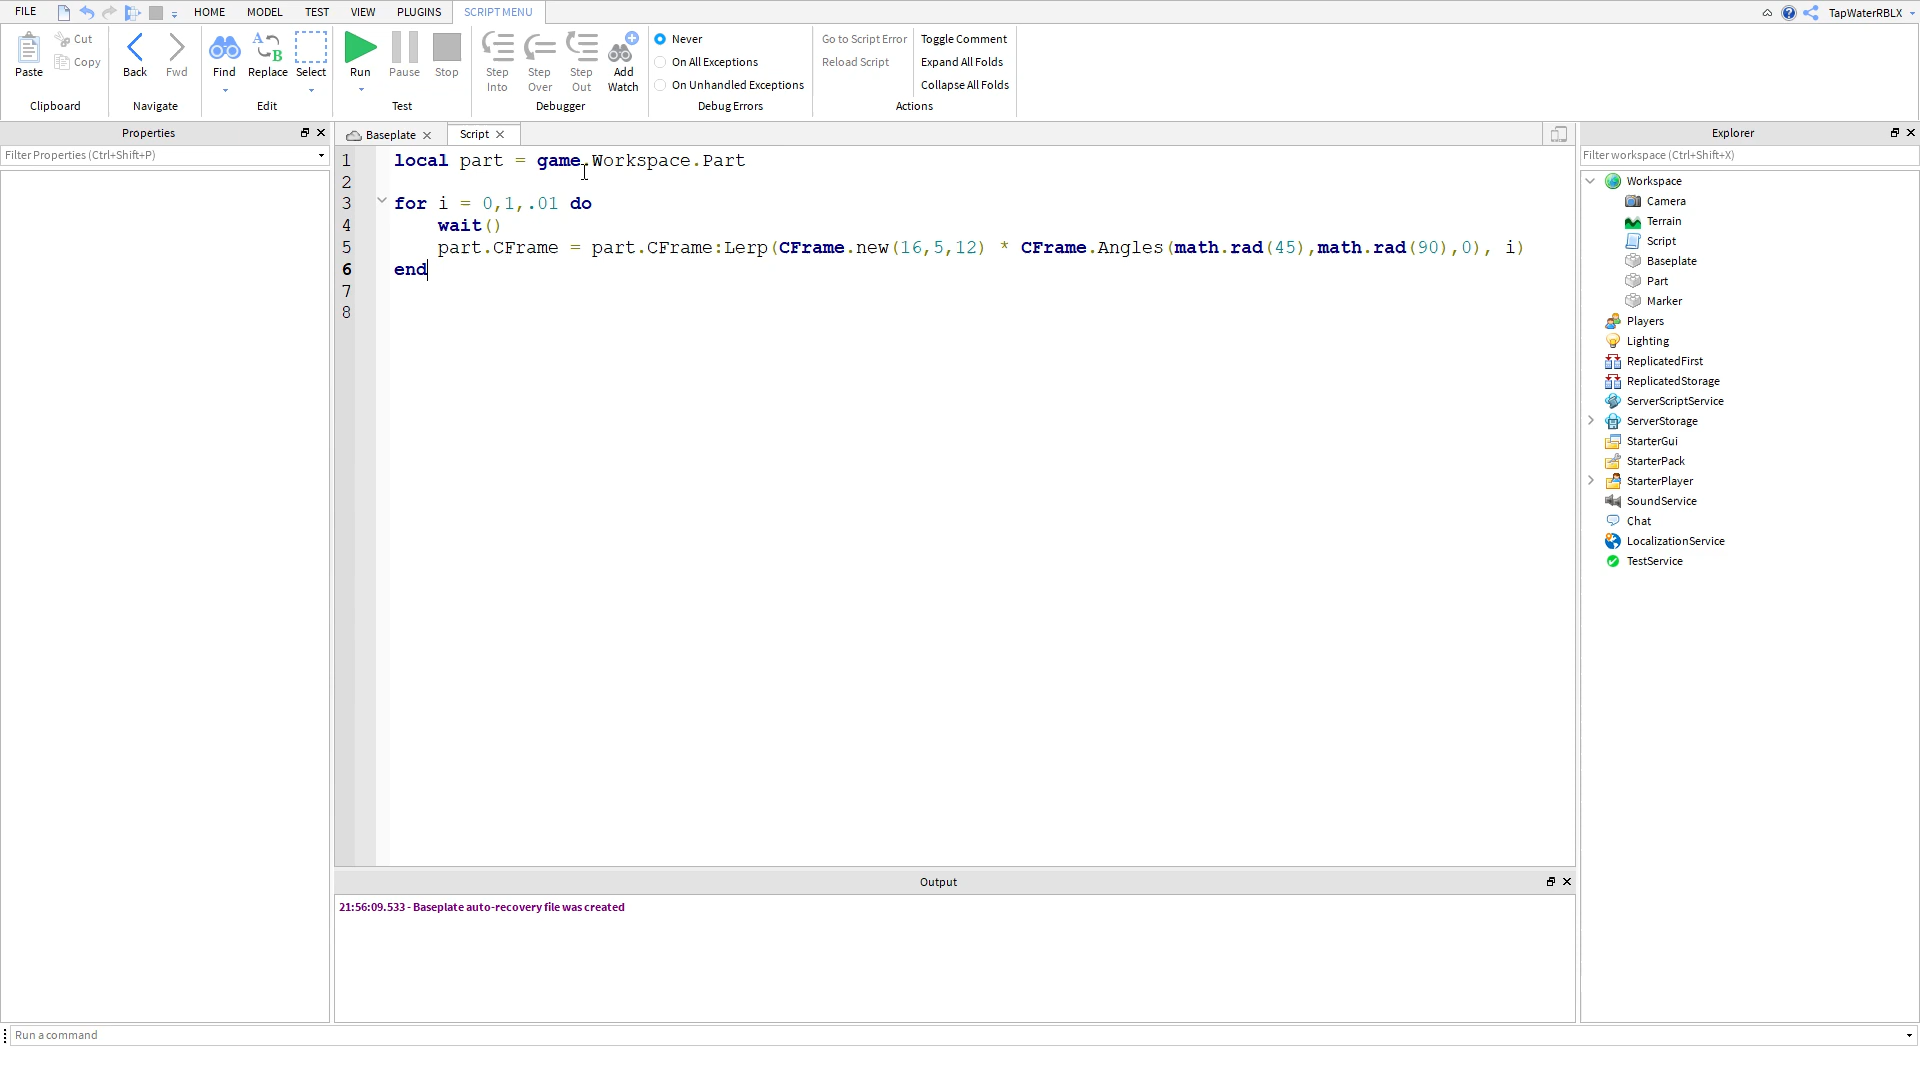 FILE HOME MODEL TEST VIEW PLUGINS SCRIPT MENU TapWaterRBLX
Paste Cut Copy
Clipboard
Back Fwd
Navigate
Find Replace Select
Edit
Run Pause Stop
Test
Step Into Step Over Step Out Add Watch
Debugger
Never
On All Exceptions
On Unhandled Exceptions
Debug Errors
Go to Script Error
Reload Script
Toggle Comment
Expand All Folds
Collapse All Folds
Actions
Properties
Filter Properties (Ctrl+Shift+P)
Baseplate Script
1 local part = game.Workspace.Part
2
3 for i = 0,1,.01 do
4 wait()
5 part.CFrame = part.CFrame:Lerp(CFrame.new(16,5,12) * CFrame.Angles(math.rad(45),math.rad(90),0), i)
6 end
7
8
Output
21:56:09.533 - Baseplate auto-recovery file was created
Explorer
Filter workspace (Ctrl+Shift+X)
Workspace
Camera
Terrain
Script
Baseplate
Part
Marker
Players
Lighting
ReplicatedFirst
ReplicatedStorage
ServerScriptService
ServerStorage
StarterGui
StarterPack
StarterPlayer
SoundService
Chat
LocalizationService
TestService
Run a command